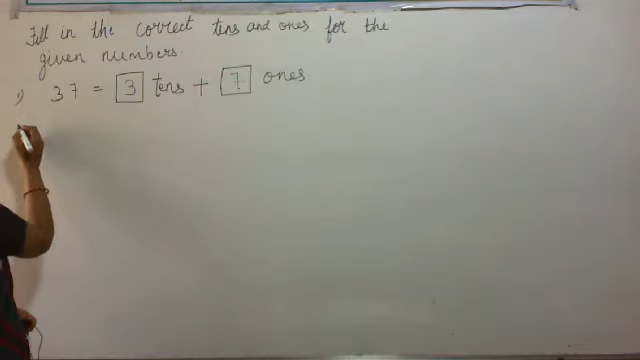 Fill in the correct tens and ones for the
given numbers.
1) 37 = 3 tens + 7 ones